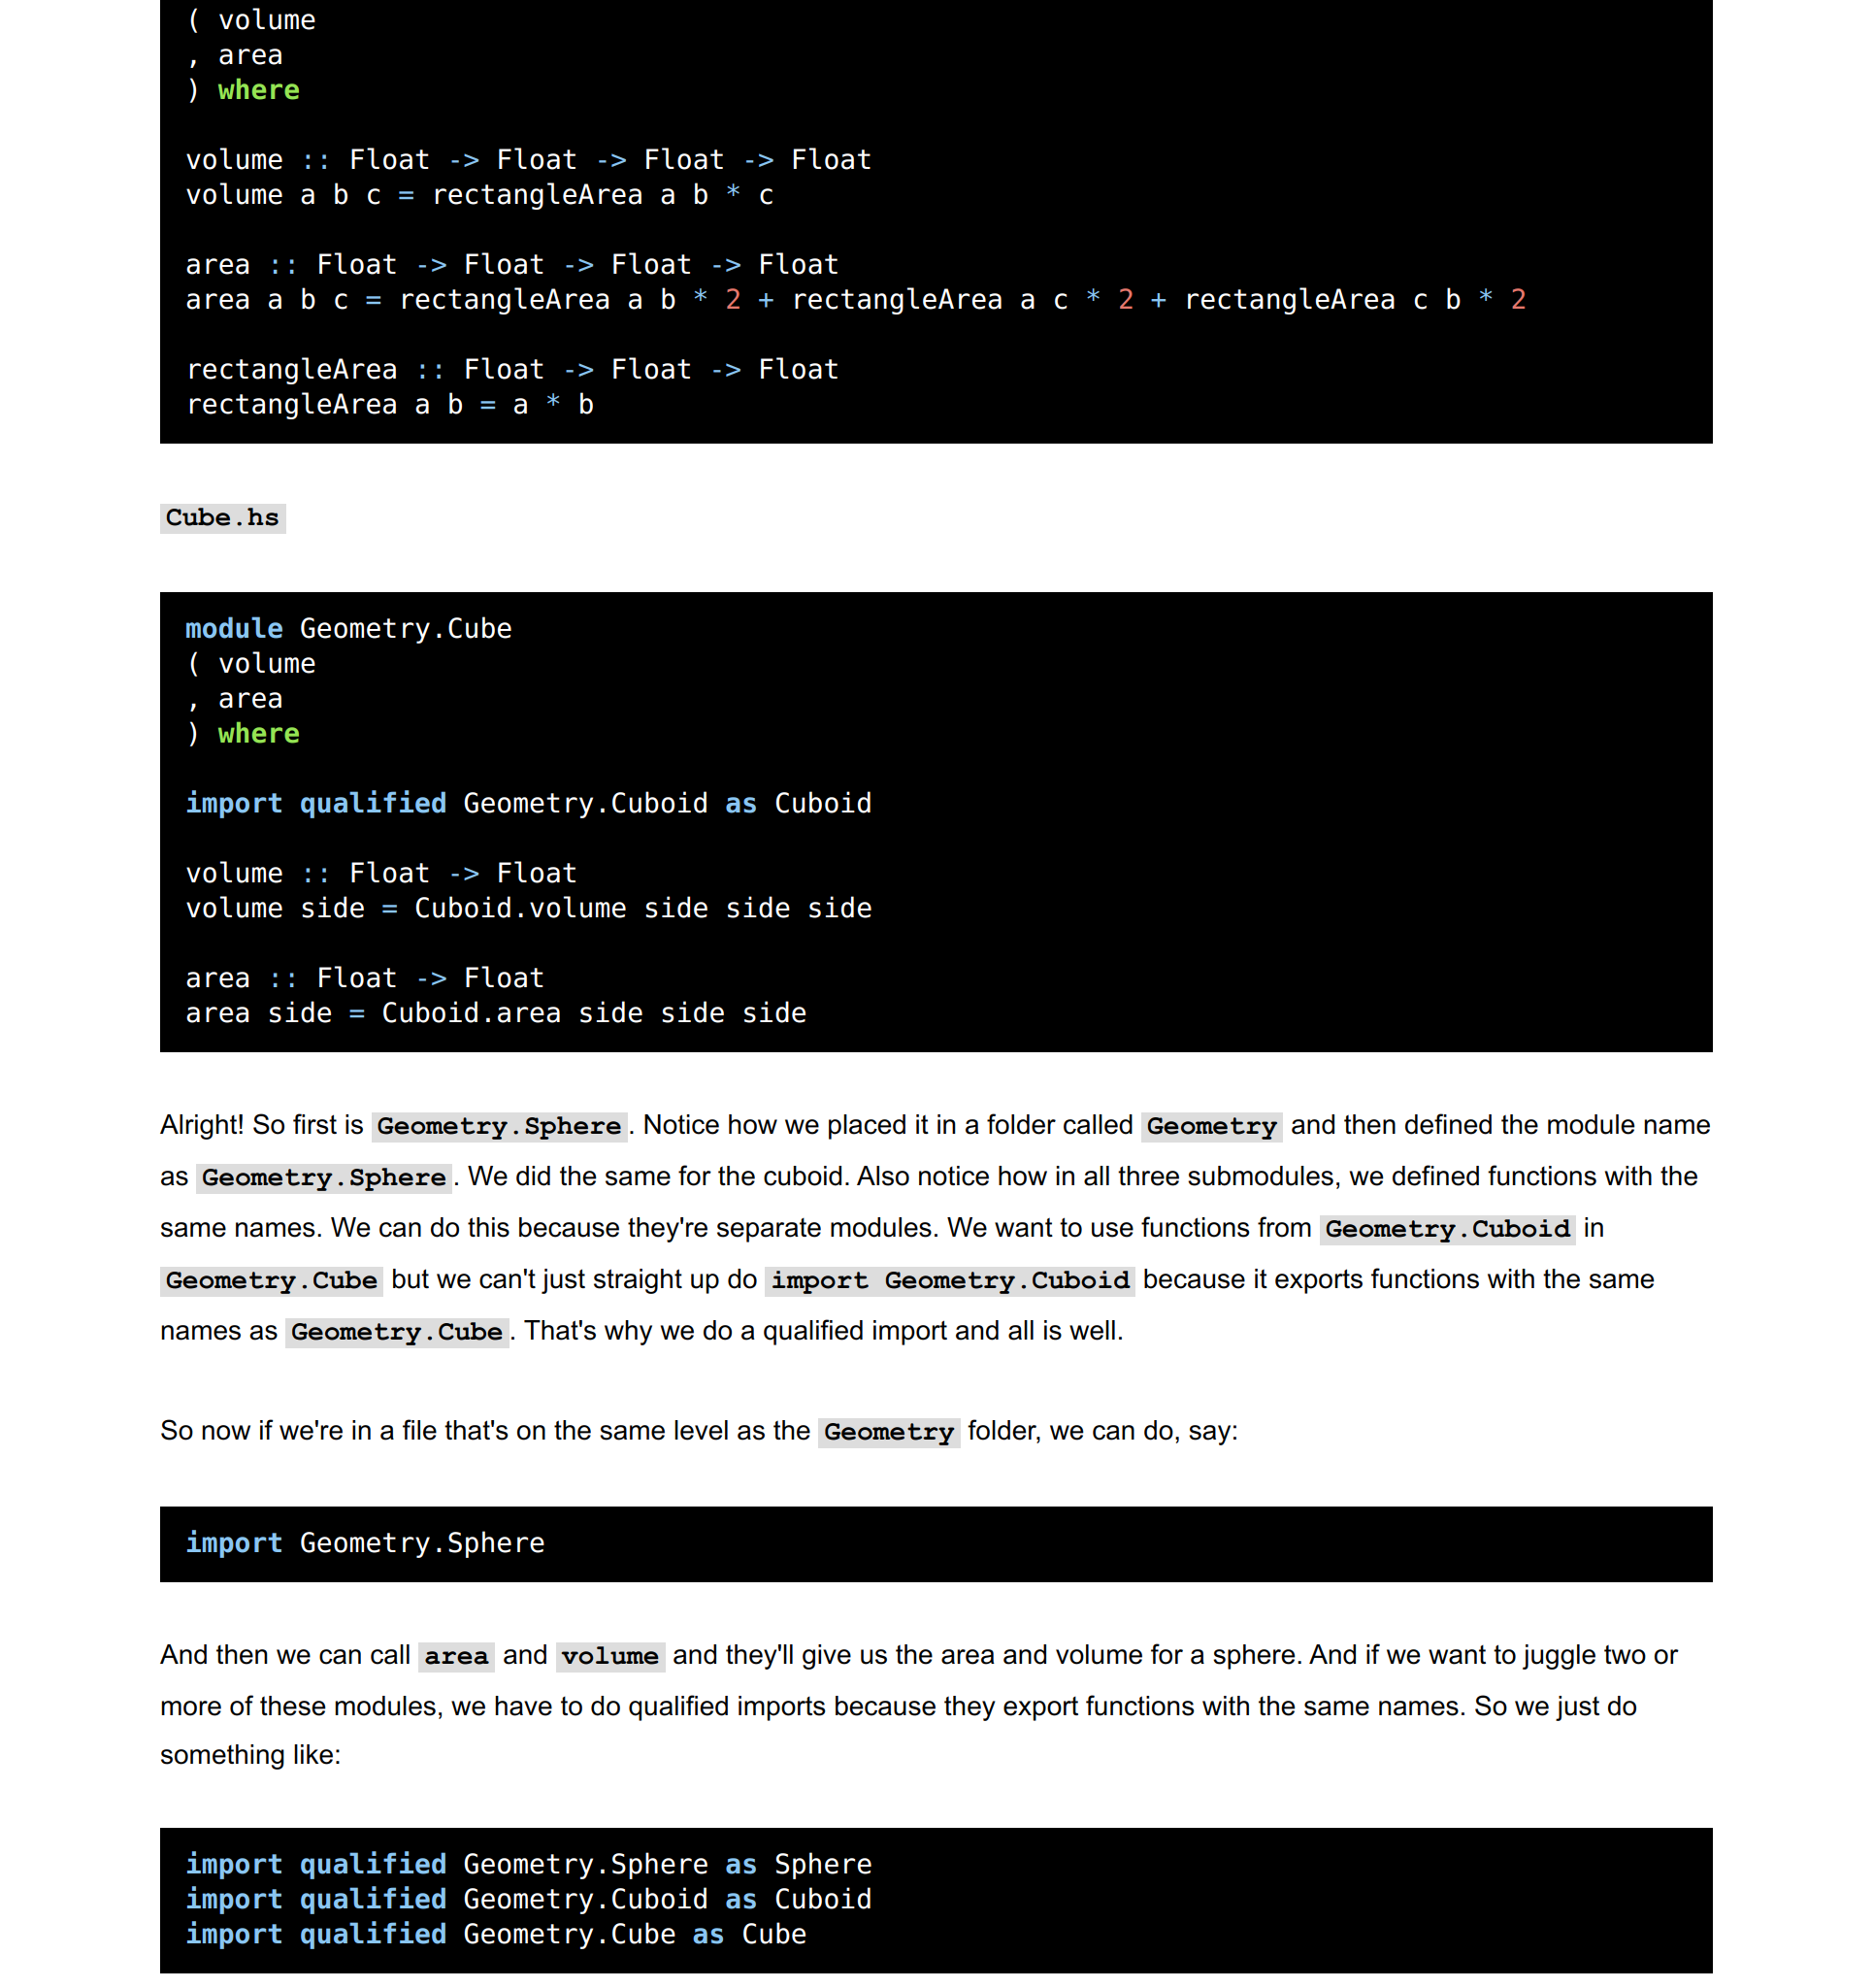 ( volume
, area
) where
volume :: Float -> Float -> Float -> Float
volume a b c = rectangleArea a b * c
area :: Float -> Float -> Float -> Float
area a b c = rectangleArea a b * 2 + rectangleArea a c * 2 + rectangleArea c b * 2
rectangleArea :: Float -> Float -> Float
rectangleArea a b = a * b
Cube.hs
module Geometry.Cube
( volume
, area
) where
import qualified Geometry.Cuboid as Cuboid
volume :: Float -> Float
volume side = Cuboid.volume side side side
area :: Float -> Float
area side = Cuboid.area side side side
Alright! So first is Geometry.Sphere. Notice how we placed it in a folder called Geometry and then defined the module name
as Geometry.Sphere. We did the same for the cuboid. Also notice how in all three submodules, we defined functions with the
same names. We can do this because they're separate modules. We want to use functions from Geometry.Cuboid in
Geometry.Cube but we can't just straight up do import Geometry.Cuboid because it exports functions with the same
names as Geometry.Cube. That's why we do a qualified import and all is well.
So now if we're in a file that's on the same level as the Geometry folder, we can do, say:
import Geometry.Sphere
And then we can call area and volume and they'll give us the area and volume for a sphere. And if we want to juggle two or
more of these modules, we have to do qualified imports because they export functions with the same names. So we just do
something like:
import qualified Geometry.Sphere as Sphere
import qualified Geometry.Cuboid as Cuboid
import qualified Geometry.Cube as Cube